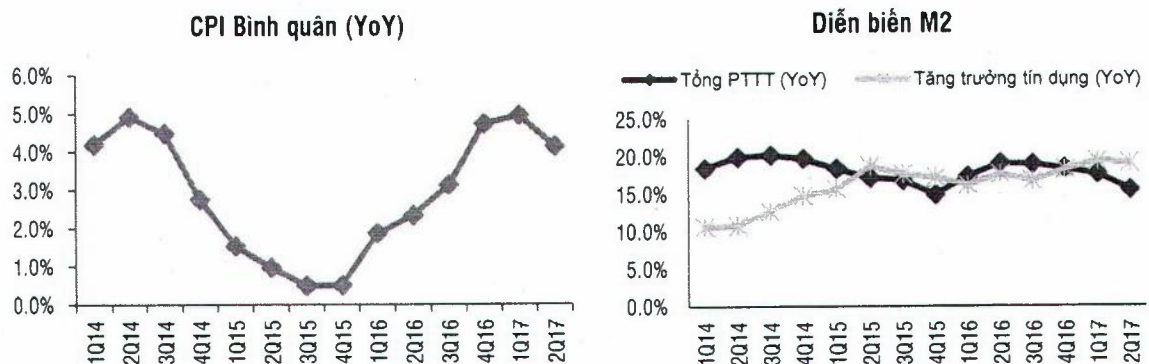 CPI Bình quân (YoY)
6.0%
5.0%
4.0%
3.0%
2.0%
1.0%
0.0%
1Q14
2Q14
3Q14
4Q14
1Q15
2Q15
3Q15
4Q15
1Q16
2Q16
3Q16
4Q16
1Q17
2Q17
Diễn biến M2
Tổng PTTT (YoY)
Tăng trưởng tín dụng (YoY)
25.0%
20.0%
15.0%
10.0%
5.0%
0.0%
1Q14
2Q14
3Q14
4Q14
1Q15
2Q15
3Q15
4Q15
1Q16
2Q16
3Q16
4Q16
1Q17